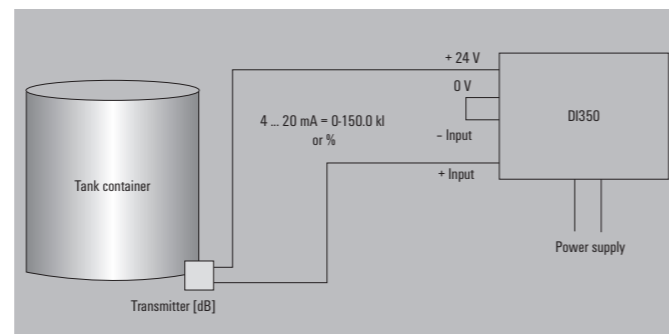 + 24 V
0 V
4 ... 20 mA = 0-150.0 kl
or %
DI350
– Input
+ Input
Tank container
Power supply
Transmitter [dB]